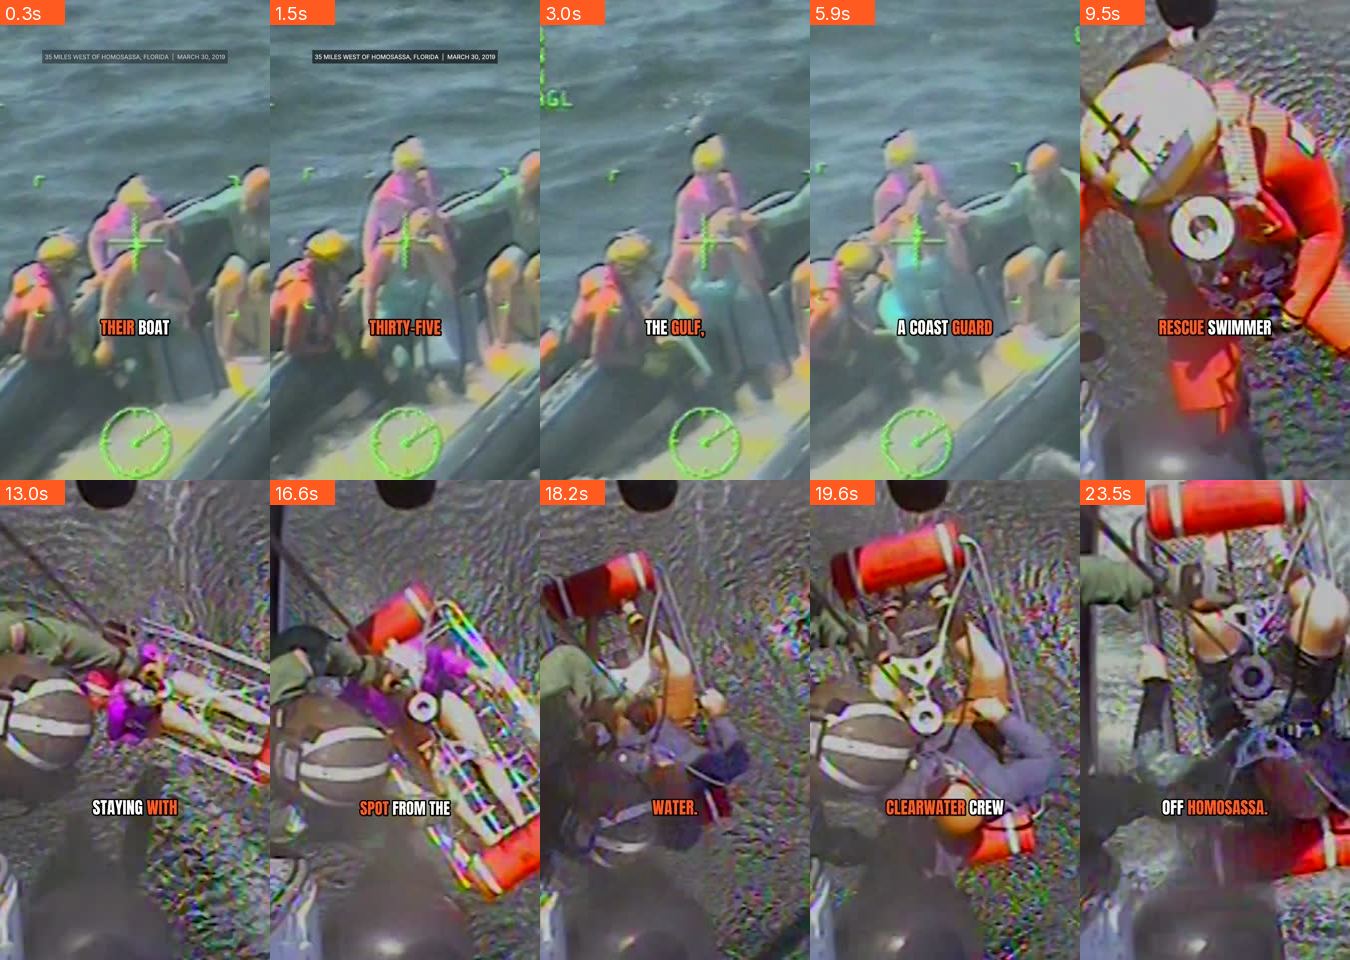 0.3s
35 MILES WEST OF HOMOSASSA, FLORIDA | MARCH 30, 2019
THEIR BOAT
1.5s
35 MILES WEST OF HOMOSASSA, FLORIDA | MARCH 30, 2019
THIRTY-FIVE
3.0s
GL
THE GULF,
5.9s
A COAST GUARD
9.5s
RESCUE SWIMMER
13.0s
STAYING WITH
16.6s
SPOT FROM THE
18.2s
WATER.
19.6s
CLEARWATER CREW
23.5s
OFF HOMOSASSA.